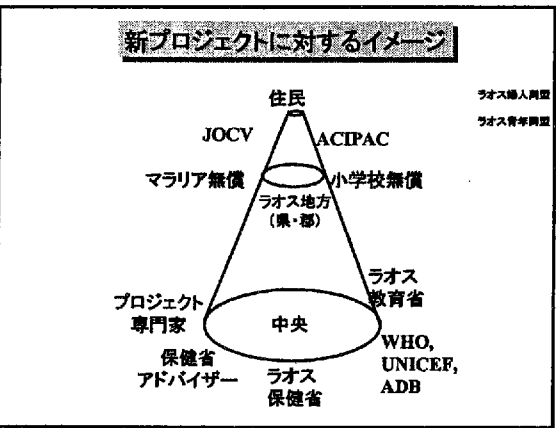 新プロジェクトに対するイメージ
住民
ラオス婦人同盟
ラオス青年同盟
JOCV
ACIPAC
マラリア無償
小学校無償
ラオス地方
(県・郡)
ラオス
教育省
プロジェクト
専門家
中央
WHO,
UNICEF,
ADB
保健省
アドバイザー
ラオス
保健省